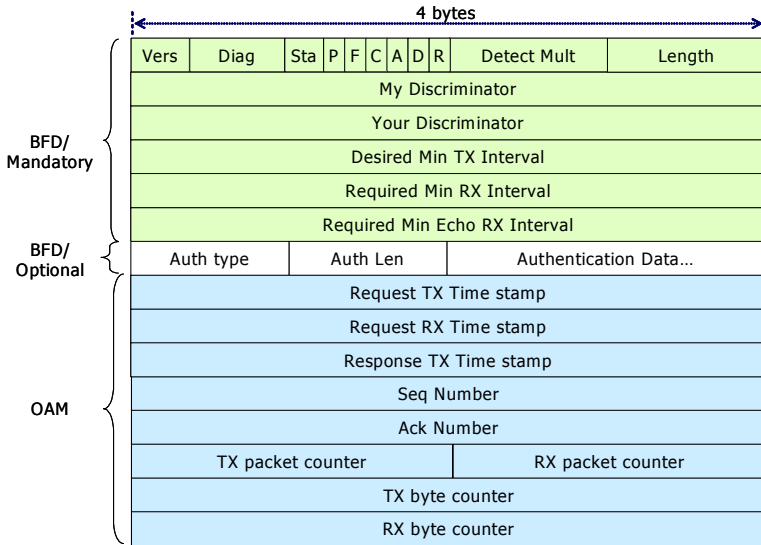 4 bytes
Vers Diag Sta P F C A D R Detect Mult Length
My Discriminator
Your Discriminator
BFD/
Mandatory
Desired Min TX Interval
Required Min RX Interval
Required Min Echo RX Interval
BFD/
Optional
Auth type Auth Len Authentication Data...
Request TX Time stamp
Request RX Time stamp
Response TX Time stamp
OAM
Seq Number
Ack Number
TX packet counter RX packet counter
TX byte counter
RX byte counter